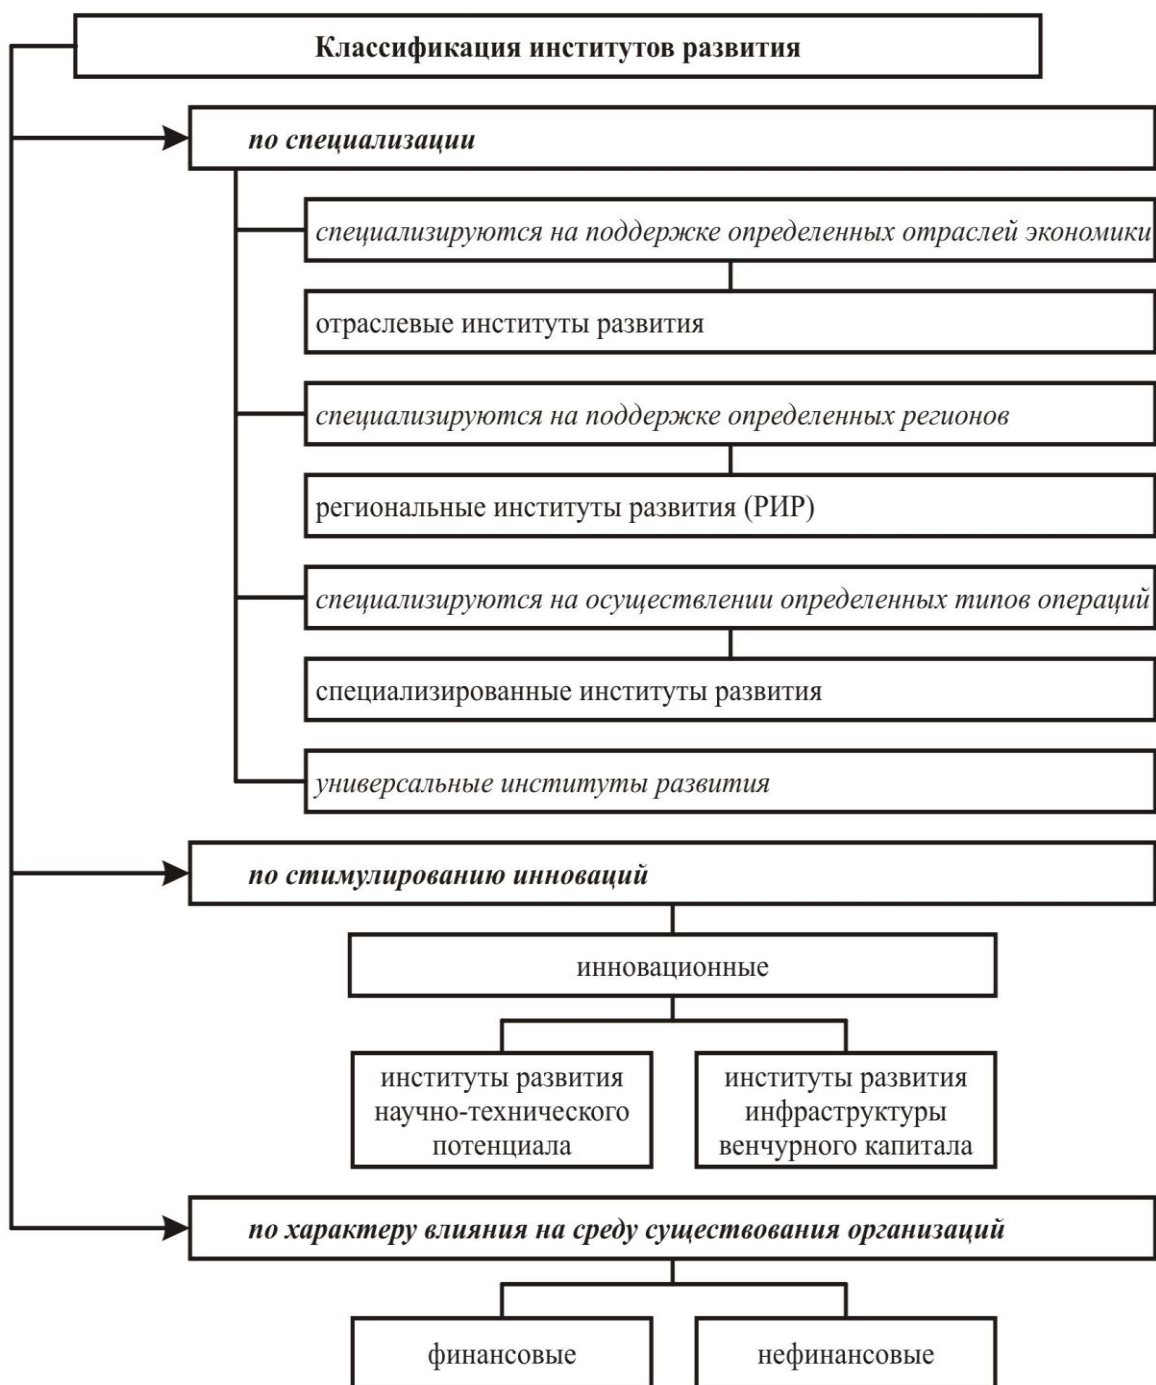 Классификация институтов развития
по специализации
специализируются на поддержке определенных отраслей экономики
отраслевые институты развития
специализируются на поддержке определенных регионов
региональные институты развития (РИР)
специализируются на осуществлении определенных типов операций
специализированные институты развития
универсальные институты развития
по стимулированию инноваций
инновационные
институты развития
научно-технического
потенциала
институты развития
инфраструктуры
венчурного капитала
по характеру влияния на среду существования организаций
финансовые
нефинансовые